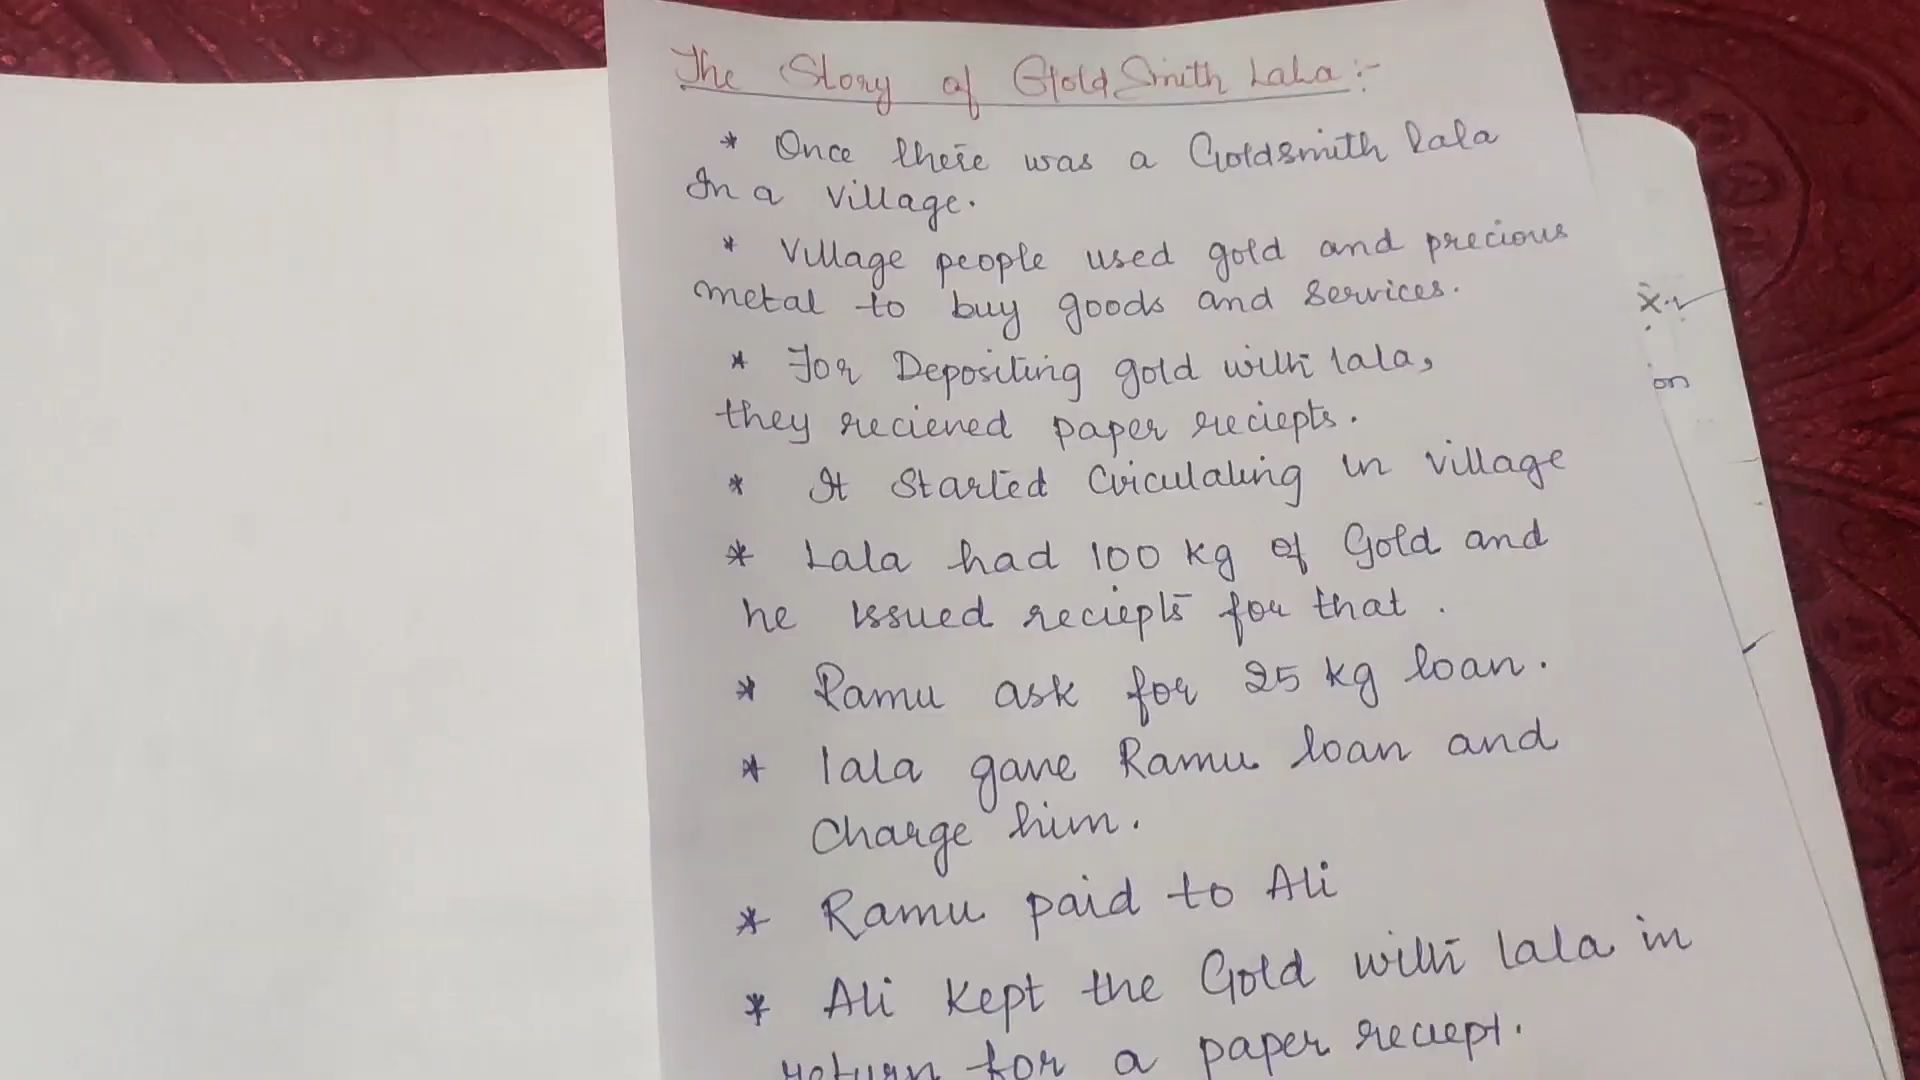 The Story of GoldSmith Lala :-
* Once there was a Goldsmith lala
In a village.
* Village people used gold and precious
metal to buy goods and services.
* For Depositing gold with lala,
they recieved paper reciepts.
* It started circulating in village
* Lala had 100 kg of Gold and
he issued reciepts for that .
* Ramu ask for 25 kg loan.
* lala gave Ramu loan and
charge him.
* Ramu paid to Ali
* Ali kept the Gold with lala in
return for a paper reciept.
on